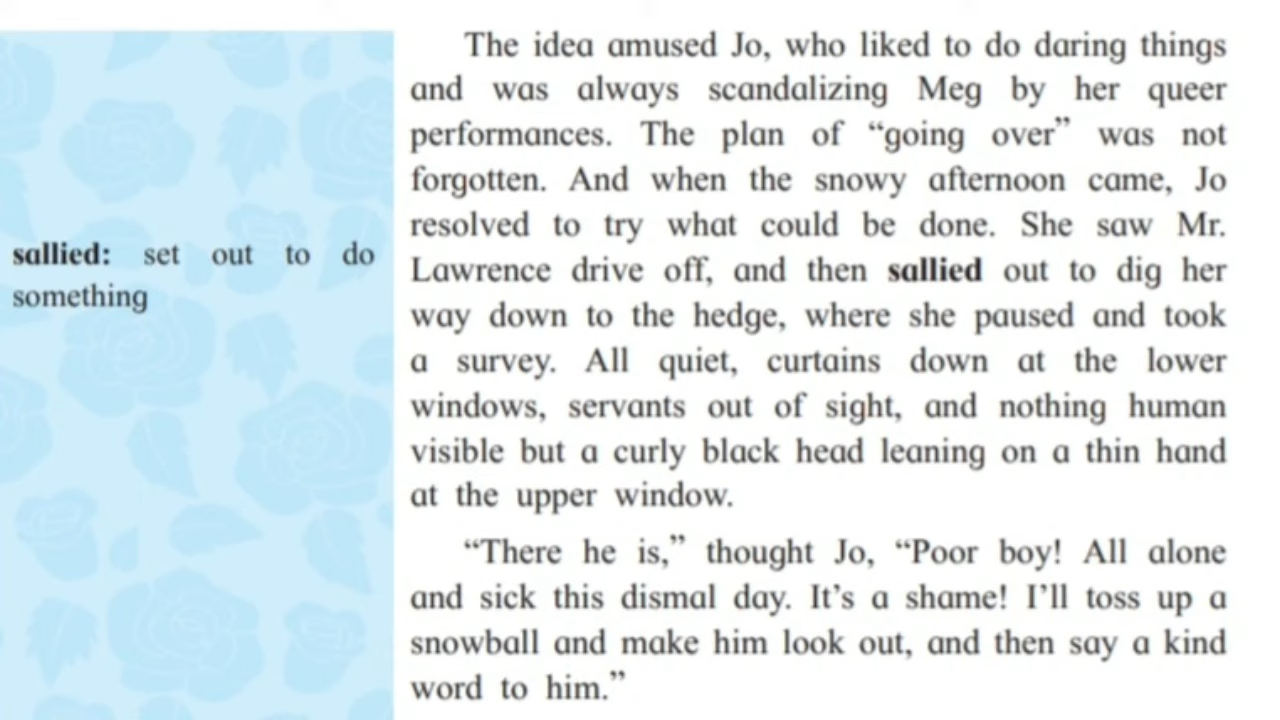 sallied: set out to do
something
The idea amused Jo, who liked to do daring things
and was always scandalizing Meg by her queer
performances. The plan of “going over” was not
forgotten. And when the snowy afternoon came, Jo
resolved to try what could be done. She saw Mr.
Lawrence drive off, and then sallied out to dig her
way down to the hedge, where she paused and took
a survey. All quiet, curtains down at the lower
windows, servants out of sight, and nothing human
visible but a curly black head leaning on a thin hand
at the upper window.
“There he is,” thought Jo, “Poor boy! All alone
and sick this dismal day. It’s a shame! I’ll toss up a
snowball and make him look out, and then say a kind
word to him.”